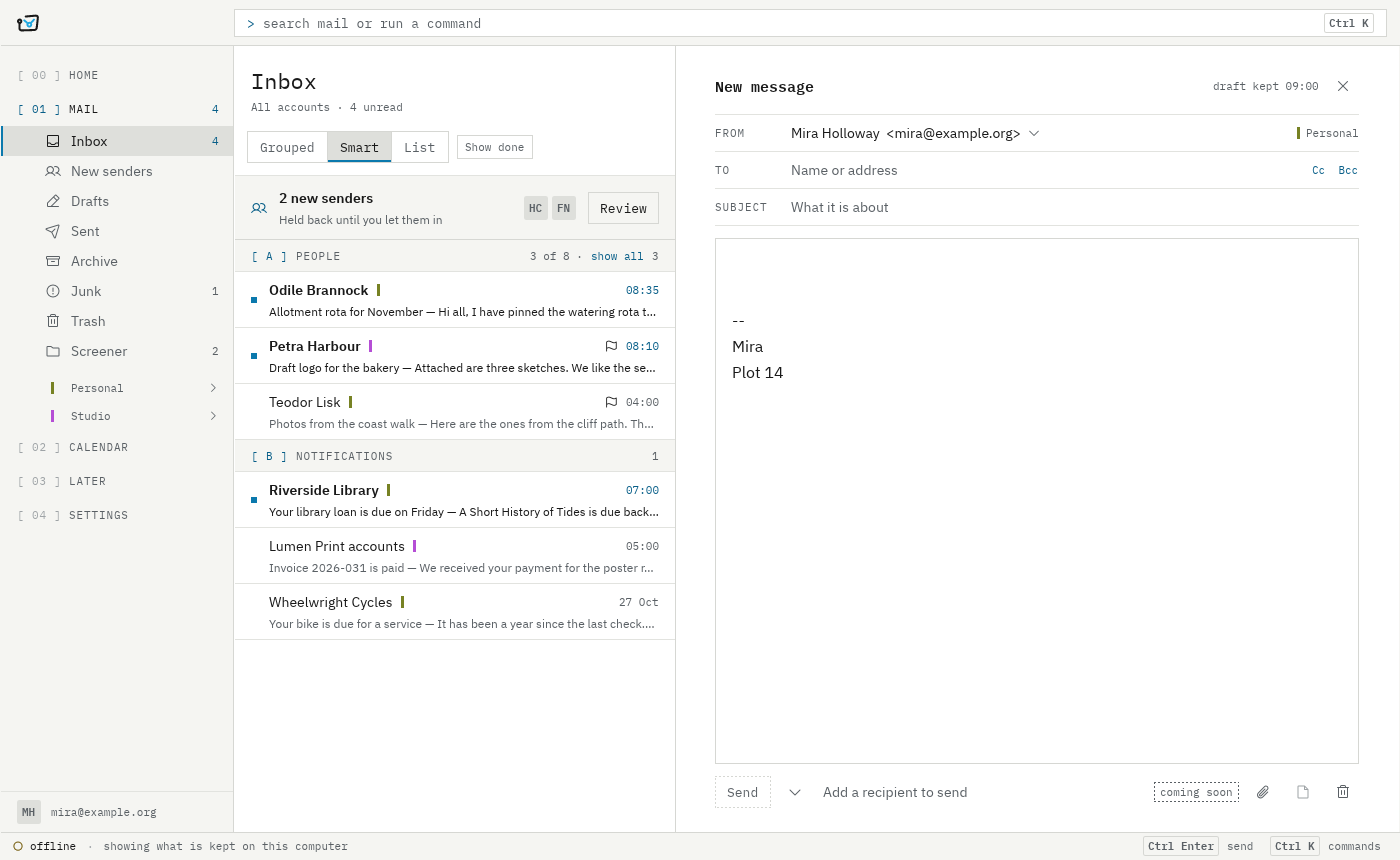 > search mail or run a command Ctrl K
[ 00 ] HOME
[ 01 ] MAIL 4
Inbox 4
New senders
Drafts
Sent
Archive
Junk 1
Trash
Screener 2
Personal
Studio
[ 02 ] CALENDAR
[ 03 ] LATER
[ 04 ] SETTINGS
MH mira@example.org
Inbox
All accounts · 4 unread
Grouped Smart List Show done
2 new senders
Held back until you let them in
HC FN Review
[ A ] PEOPLE 3 of 8 · show all 3
Odile Brannock 08:35
Allotment rota for November — Hi all, I have pinned the watering rota t…
Petra Harbour 08:10
Draft logo for the bakery — Attached are three sketches. We like the se…
Teodor Lisk 04:00
Photos from the coast walk — Here are the ones from the cliff path. Th…
[ B ] NOTIFICATIONS 1
Riverside Library 07:00
Your library loan is due on Friday — A Short History of Tides is due back…
Lumen Print accounts 05:00
Invoice 2026-031 is paid — We received your payment for the poster r…
Wheelwright Cycles 27 Oct
Your bike is due for a service — It has been a year since the last check.…
New message draft kept 09:00
FROM Mira Holloway <mira@example.org> Personal
TO Name or address Cc Bcc
SUBJECT What it is about
--
Mira
Plot 14
Send Add a recipient to send coming soon
offline · showing what is kept on this computer Ctrl Enter send Ctrl K commands